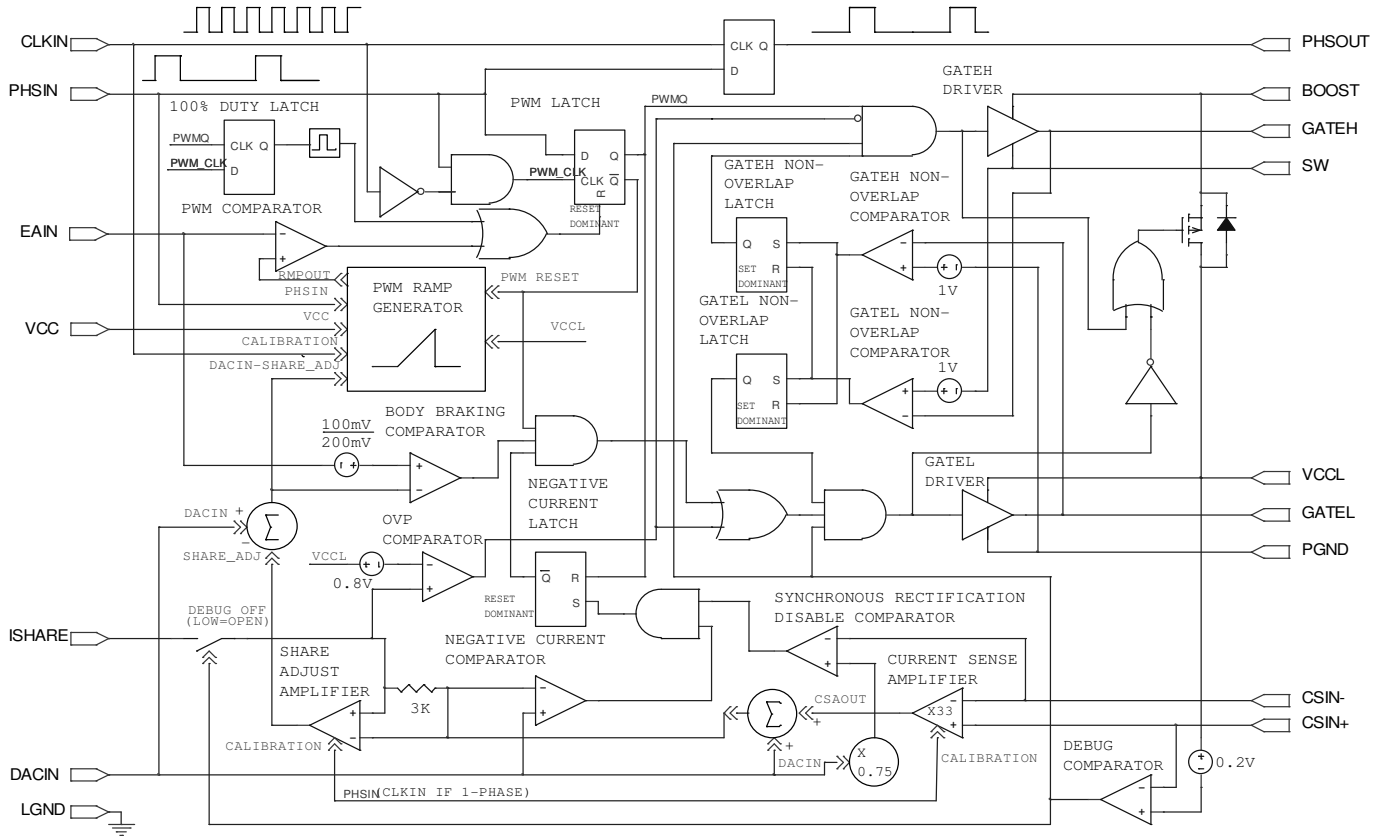 CLKIN
CLK Q
D
PHSOUT
PHSIN
GATEH
DRIVER
BOOST
100% DUTY LATCH
PWM LATCH
PWMQ
GATEH
PWMQ
CLK Q
D
PWM_CLK
D Q
CLK Q
R
PWM_CLK
RESET
DOMINANT
SW
GATEH NON-
OVERLAP
LATCH
GATEH NON-
OVERLAP
COMPARATOR
PWM COMPARATOR
EAIN
-
+
Q S
R
SET
DOMINANT
-
+
+ -
1V
RMPOUT
PHSIN
VCC
CALIBRATION
DACIN-SHARE_ADJ
PWM RAMP
GENERATOR
PWM RESET
VCCL
VCC
GATEL NON-
OVERLAP
LATCH
GATEL NON-
OVERLAP
COMPARATOR
1V
+ -
Q S
R
SET
DOMINANT
+
-
100mV
200mV
- +
BODY BRAKING
COMPARATOR
+
-
NEGATIVE
CURRENT
LATCH
GATEL
DRIVER
VCCL
GATEL
PGND
DACIN +
Σ
-
SHARE_ADJ
OVP
COMPARATOR
VCCL
+ -
0.8V
-
+
Q R
S
RESET
DOMINANT
DEBUG OFF
(LOW=OPEN)
ISHARE
SYNCHRONOUS RECTIFICATION
DISABLE COMPARATOR
-
+
NEGATIVE CURRENT
COMPARATOR
-
+
SHARE
ADJUST
AMPLIFIER
3K
+
-
CALIBRATION
CURRENT SENSE
AMPLIFIER
X33
-
+
CSAOUT
Σ
+
+
DACIN
X
0.75
CALIBRATION
CSIN-
CSIN+
DEBUG
COMPARATOR
-
+
+
-
0.2V
DACIN
PHSIN (CLKIN IF 1-PHASE)
LGND